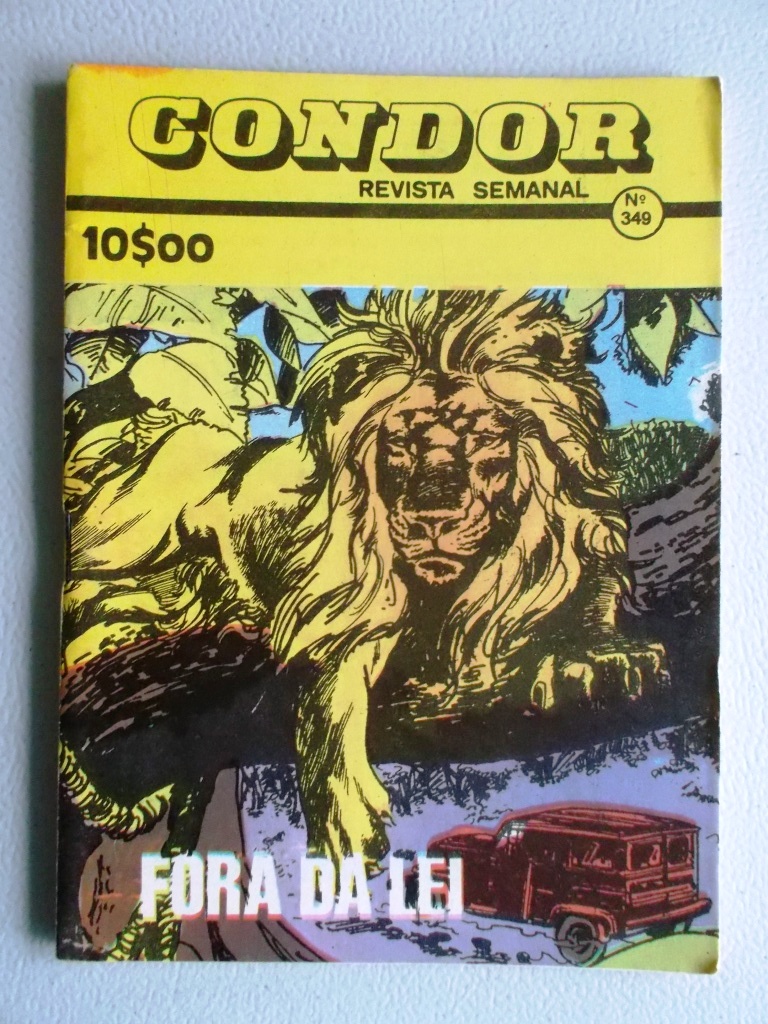 CONDOR
REVISTA SEMANAL
Nº
349
10$00
FORA DA LEI